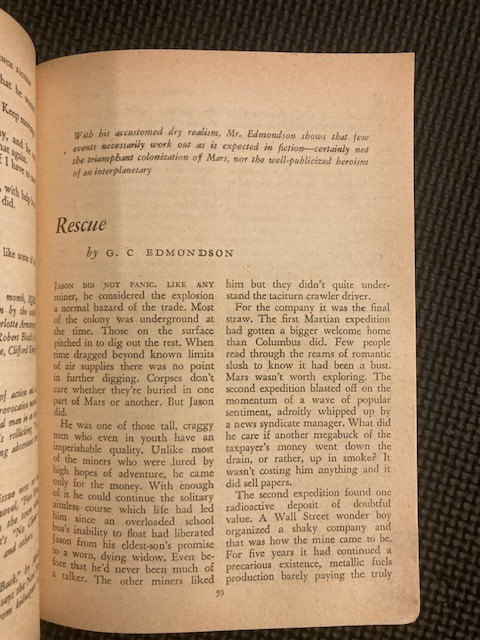 With his accustomed dry realism, Mr. Edmondson shows that few
events necessarily work out as is expected in fiction—certainly not
the triumphant colonization of Mars, nor the well-publicized heroism
of an interplanetary
Rescue
by G. C EDMONDSON
JASON DID NOT PANIC. LIKE ANY
miner, he considered the explosion
a normal hazard of the trade. Most
of the colony was underground at
the time. Those on the surface
pitched in to dig out the rest. When
time dragged beyond known limits
of air supplies there was no point
in further digging. Corpses don't
care whether they're buried in one
part of Mars or another. But Jason
did.
He was one of those tall, craggy
men who even in youth have an
imperishable quality. Unlike most
of the miners who were lured by
high hopes of adventure, he came
only for the money. With enough
of it he could continue the solitary
aimless course which life had led
him since an overloaded school
bus's inability to float had liberated
Jason from his eldest-son's promise
to a worn, dying widow. Even be-
fore that he'd never been much of
a talker. The other miners liked
him but they didn't quite under-
stand the taciturn crawler driver.
For the company it was the final
straw. The first Martian expedition
had gotten a bigger welcome home
than Columbus did. Few people
read through the reams of romantic
slush to know it had been a bust.
Mars wasn't worth exploring. The
second expedition blasted off on the
momentum of a wave of popular
sentiment, adroitly whipped up by
a news syndicate manager. What did
he care if another megabuck of the
taxpayer's money went down the
drain, or rather, up in smoke? It
wasn't costing him anything and it
did sell papers.
The second expedition found one
radioactive deposit of doubtful
value. A Wall Street wonder boy
organized a shaky company and
that was how the mine came to be.
For five years it had continued a
precarious existence, metallic fuels
production barely paying the truly
59